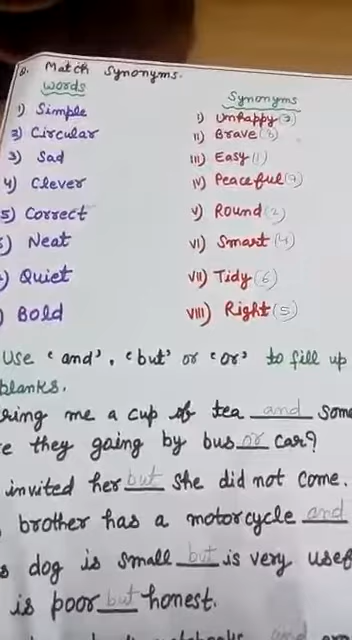 Q. Match Synonyms.
Words Synonyms
1) Simple i) Unhappy (3)
2) Circular ii) Brave (8)
3) Sad iii) Easy (1)
4) Clever iv) Peaceful (7)
5) Correct v) Round (2)
) Neat vi) Smart (4)
) Quiet vii) Tidy (6)
) Bold viii) Right (5)
Use 'and', 'but' or 'or' to fill up
blanks.
ring me a cup of tea and som
e they going by bus or car?
invited her but she did not come.
brother has a motorcycle and
s dog is small but is very usef
is poor but honest.